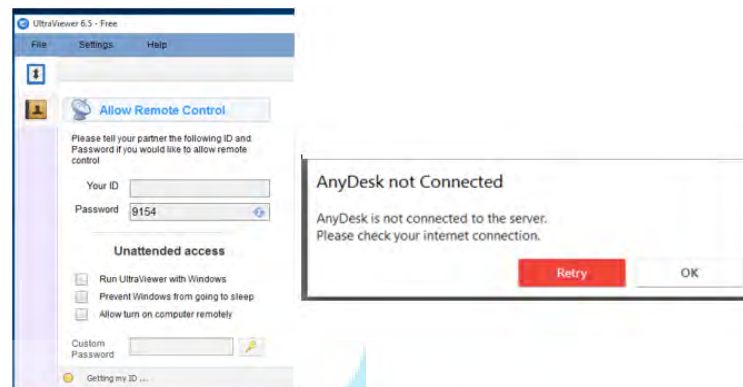 UltraViewer 6.5 - Free
File Settings Help
Allow Remote Control
Please tell your partner the following ID and
Password if you would like to allow remote
control
Your ID
Password 9154
Unattended access
Run UltraViewer with Windows
Prevent Windows from going to sleep
Allow turn on computer remotely
Custom
Password
Getting my ID ...
AnyDesk not Connected
AnyDesk is not connected to the server.
Please check your internet connection.
Retry OK